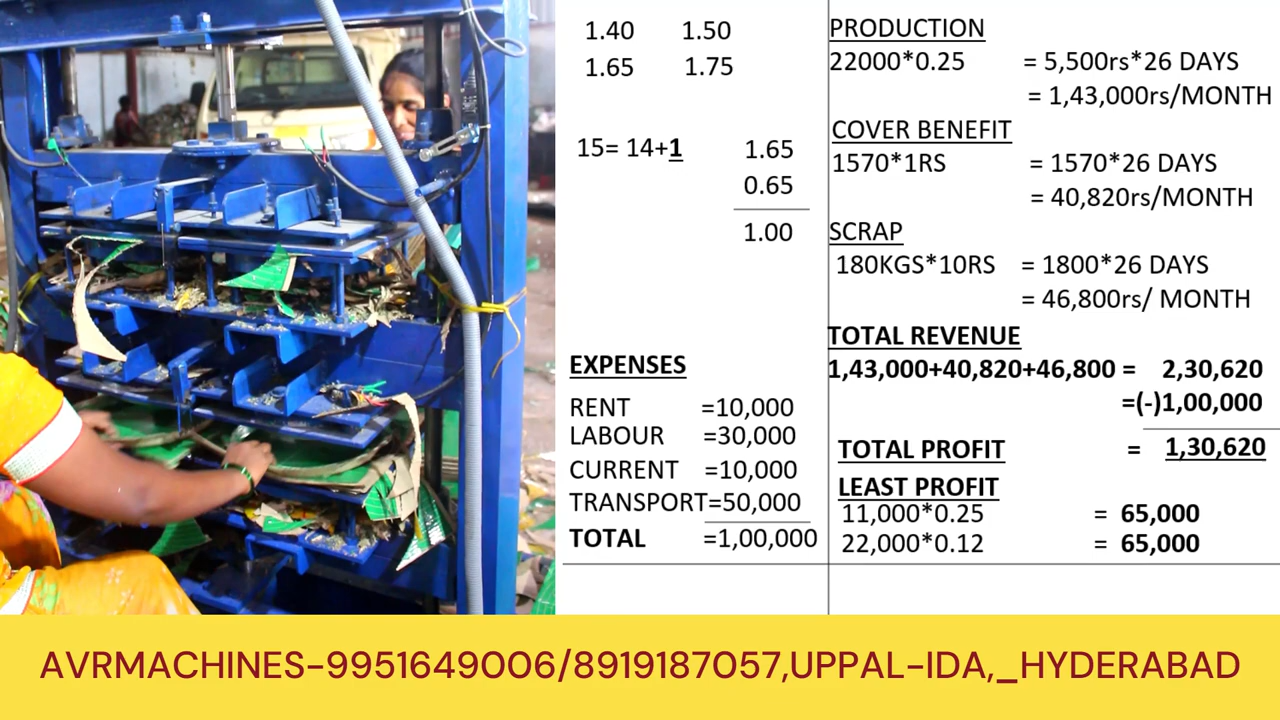 1.40 1.50
1.65 1.75
15= 14+1
1.65
0.65
1.00
EXPENSES
RENT =10,000
LABOUR =30,000
CURRENT =10,000
TRANSPORT=50,000
TOTAL =1,00,000
PRODUCTION
22000*0.25 = 5,500rs*26 DAYS
= 1,43,000rs/MONTH
COVER BENEFIT
1570*1RS = 1570*26 DAYS
= 40,820rs/MONTH
SCRAP
180KGS*10RS = 1800*26 DAYS
= 46,800rs/ MONTH
TOTAL REVENUE
1,43,000+40,820+46,800 = 2,30,620
=(-)1,00,000
TOTAL PROFIT = 1,30,620
LEAST PROFIT
11,000*0.25 = 65,000
22,000*0.12 = 65,000
AVRMACHINES-9951649006/8919187057,UPPAL-IDA,_HYDERABAD